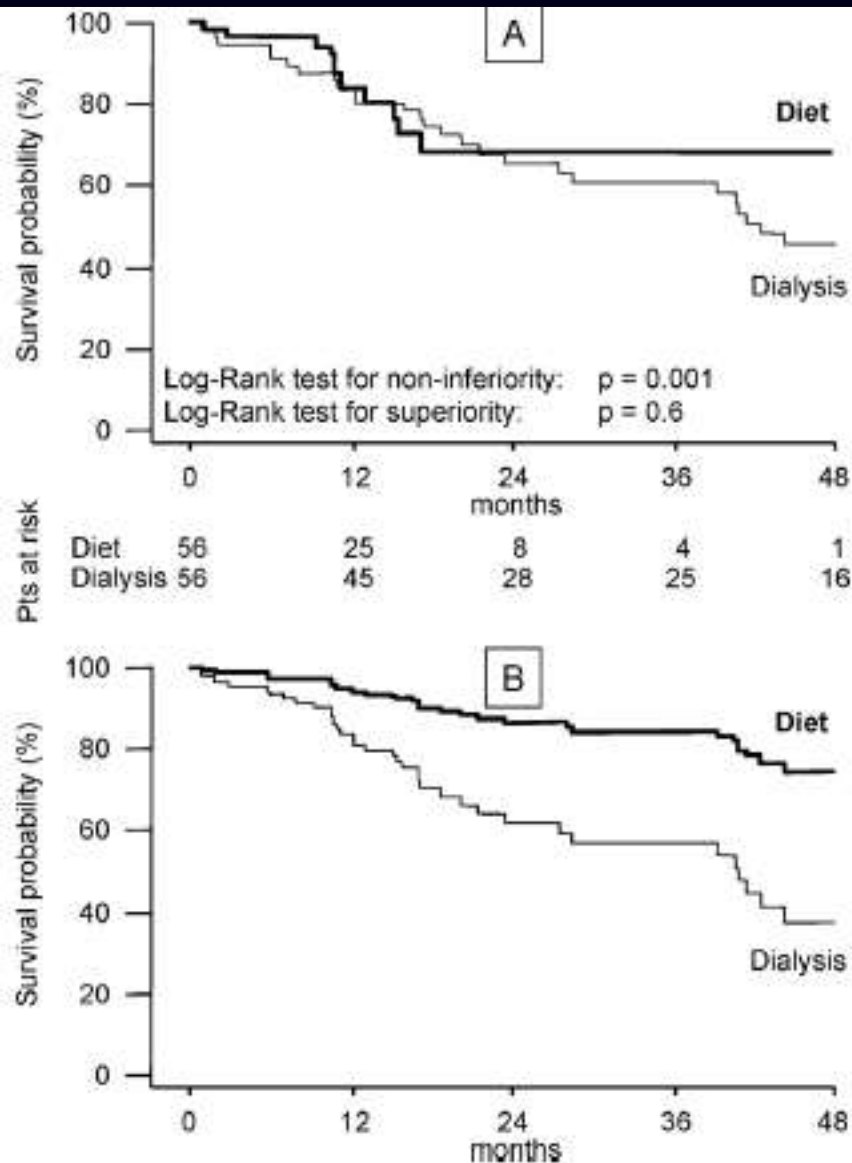 A
100
80
60
40
20
0
Survival probability (%)
Diet
Dialysis
Log-Rank test for non-inferiority: p = 0.001
Log-Rank test for superiority: p = 0.6
0 12 24 36 48
months
Pts at risk
Diet 56 25 8 4 1
Dialysis 56 45 28 25 16
B
100
80
60
40
20
0
Survival probability (%)
Diet
Dialysis
0 12 24 36 48
months